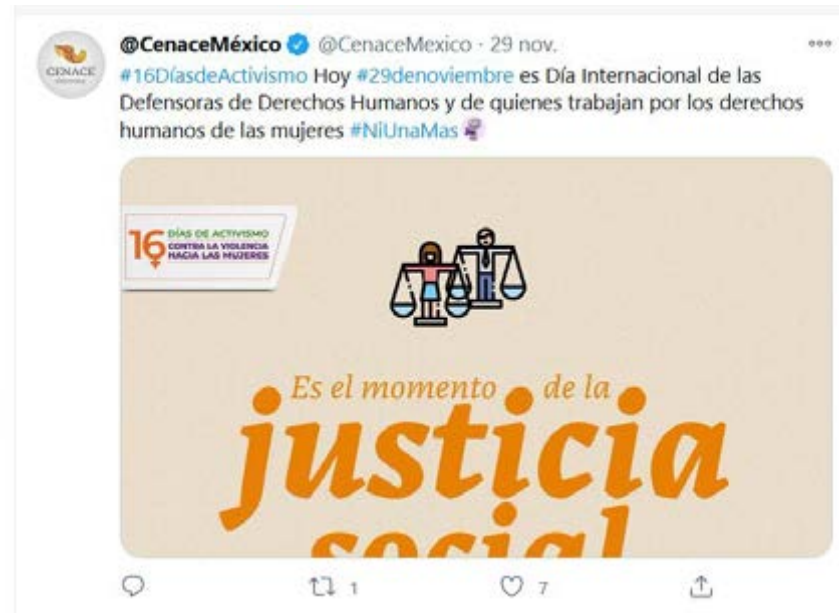 @CenaceMéxico @CenaceMexico · 29 nov.
CENACE
#16DíasdeActivismo Hoy #29denoviembre es Día Internacional de las
Defensoras de Derechos Humanos y de quienes trabajan por los derechos
humanos de las mujeres #NiUnaMas
16 DÍAS DE ACTIVISMO
CONTRA LA VIOLENCIA
HACIA LAS MUJERES
Es el momento de la
justicia
social
1 7